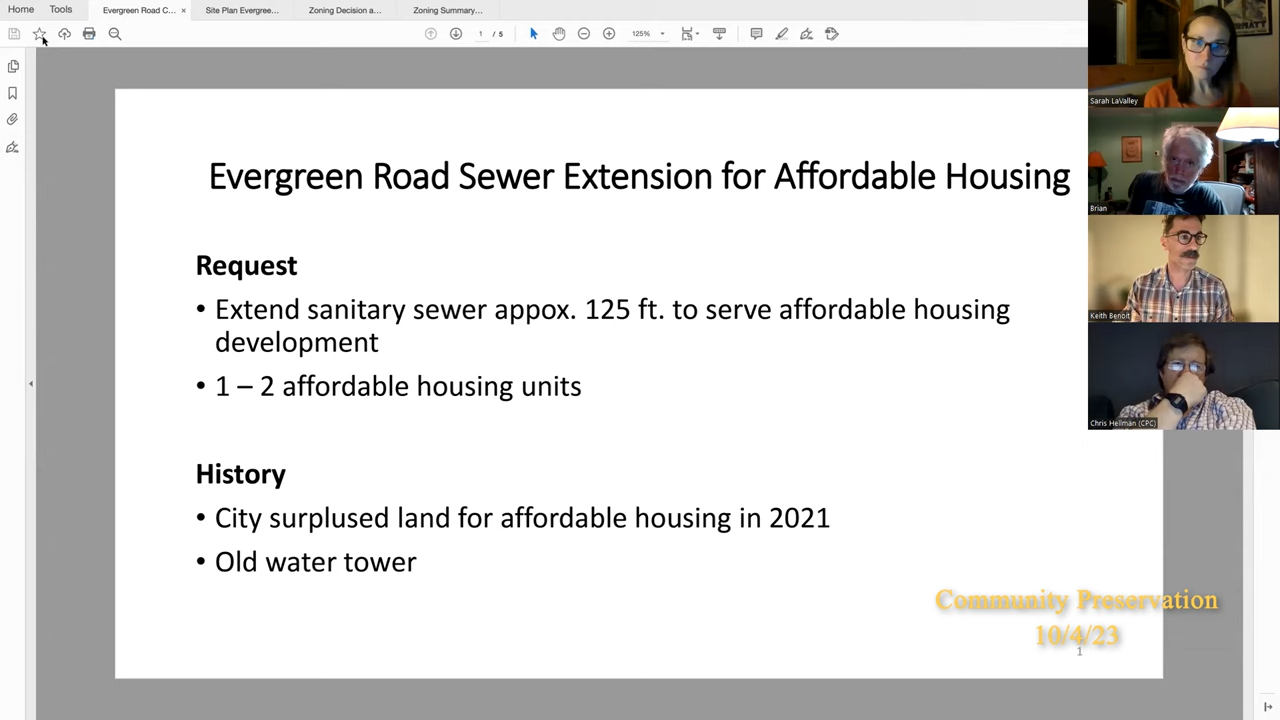 Home
Tools
Evergreen Road C...
Site Plan Evergree...
Zoning Decision a...
Zoning Summary...
1 / 5
125%
Sarah LaValley
Brian
Keith Benoit
Chris Hellman (CPC)
Evergreen Road Sewer Extension for Affordable Housing
Request
• Extend sanitary sewer appox. 125 ft. to serve affordable housing
development
• 1 – 2 affordable housing units
History
• City surplused land for affordable housing in 2021
• Old water tower
Community Preservation
10/4/23
1